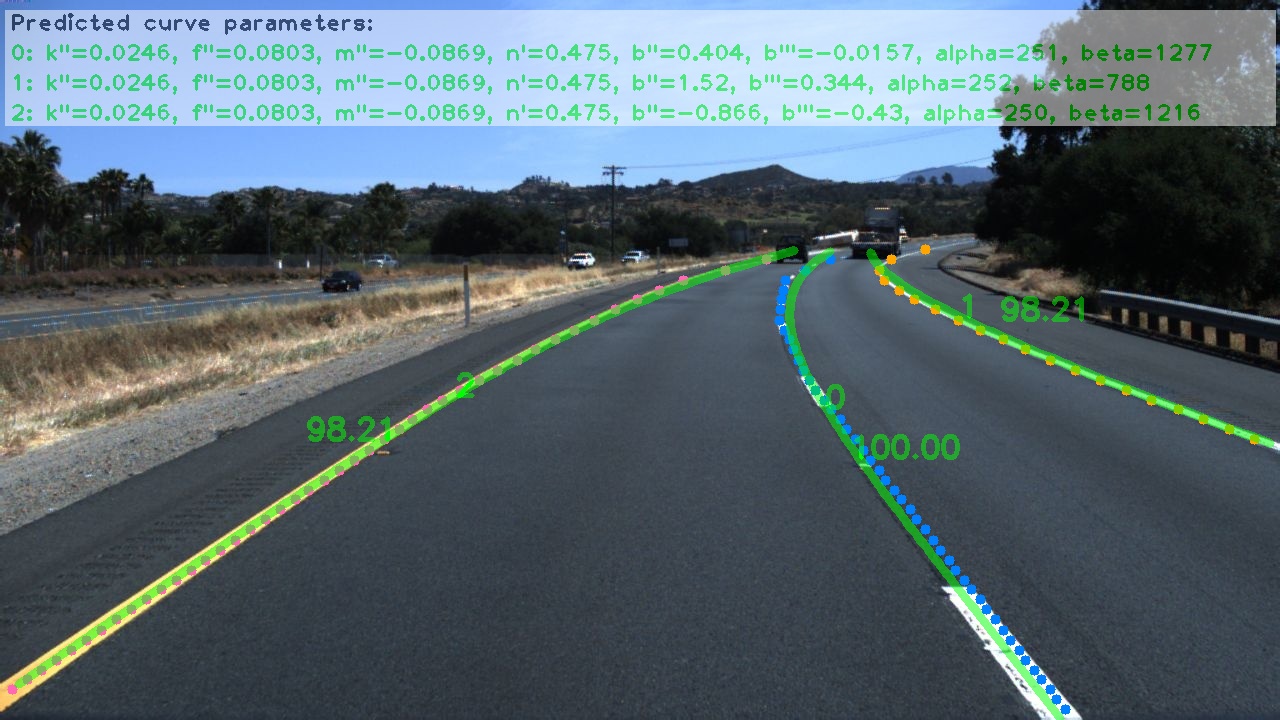 Predicted curve parameters:
0: k"=0.0246, f"=0.0803, m"=−0.0869, n'=0.475, b"=0.404, b'"=−0.0157, alpha=251, beta=1277
1: k"=0.0246, f"=0.0803, m"=−0.0869, n'=0.475, b"=1.52, b'"=0.344, alpha=252, beta=788
2: k"=0.0246, f"=0.0803, m"=−0.0869, n'=0.475, b"=−0.866, b'"=−0.43, alpha=250, beta=1216
1 98.21
2
0
98.21
100.00